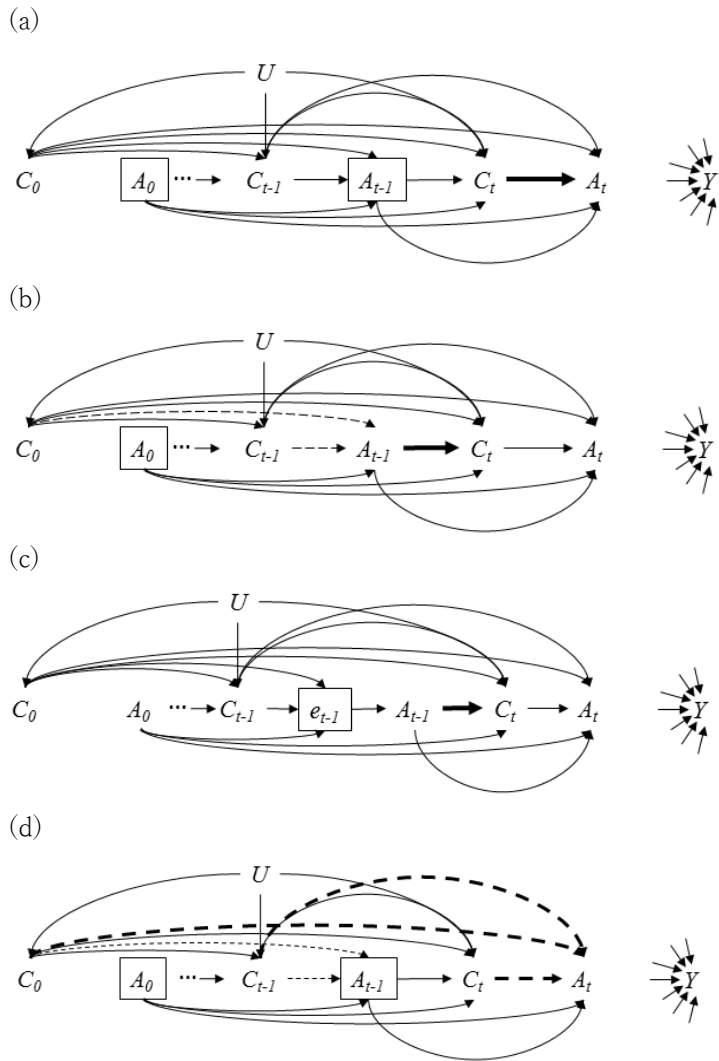 (a)
U
C₀ A₀ ··· Cₜ₋₁ Aₜ₋₁ Cₜ Aₜ Y
(b)
U
C₀ A₀ ··· Cₜ₋₁ Aₜ₋₁ Cₜ Aₜ Y
(c)
U
C₀ A₀ ··· Cₜ₋₁ eₜ₋₁ Aₜ₋₁ Cₜ Aₜ Y
(d)
U
C₀ A₀ ··· Cₜ₋₁ Aₜ₋₁ Cₜ Aₜ Y